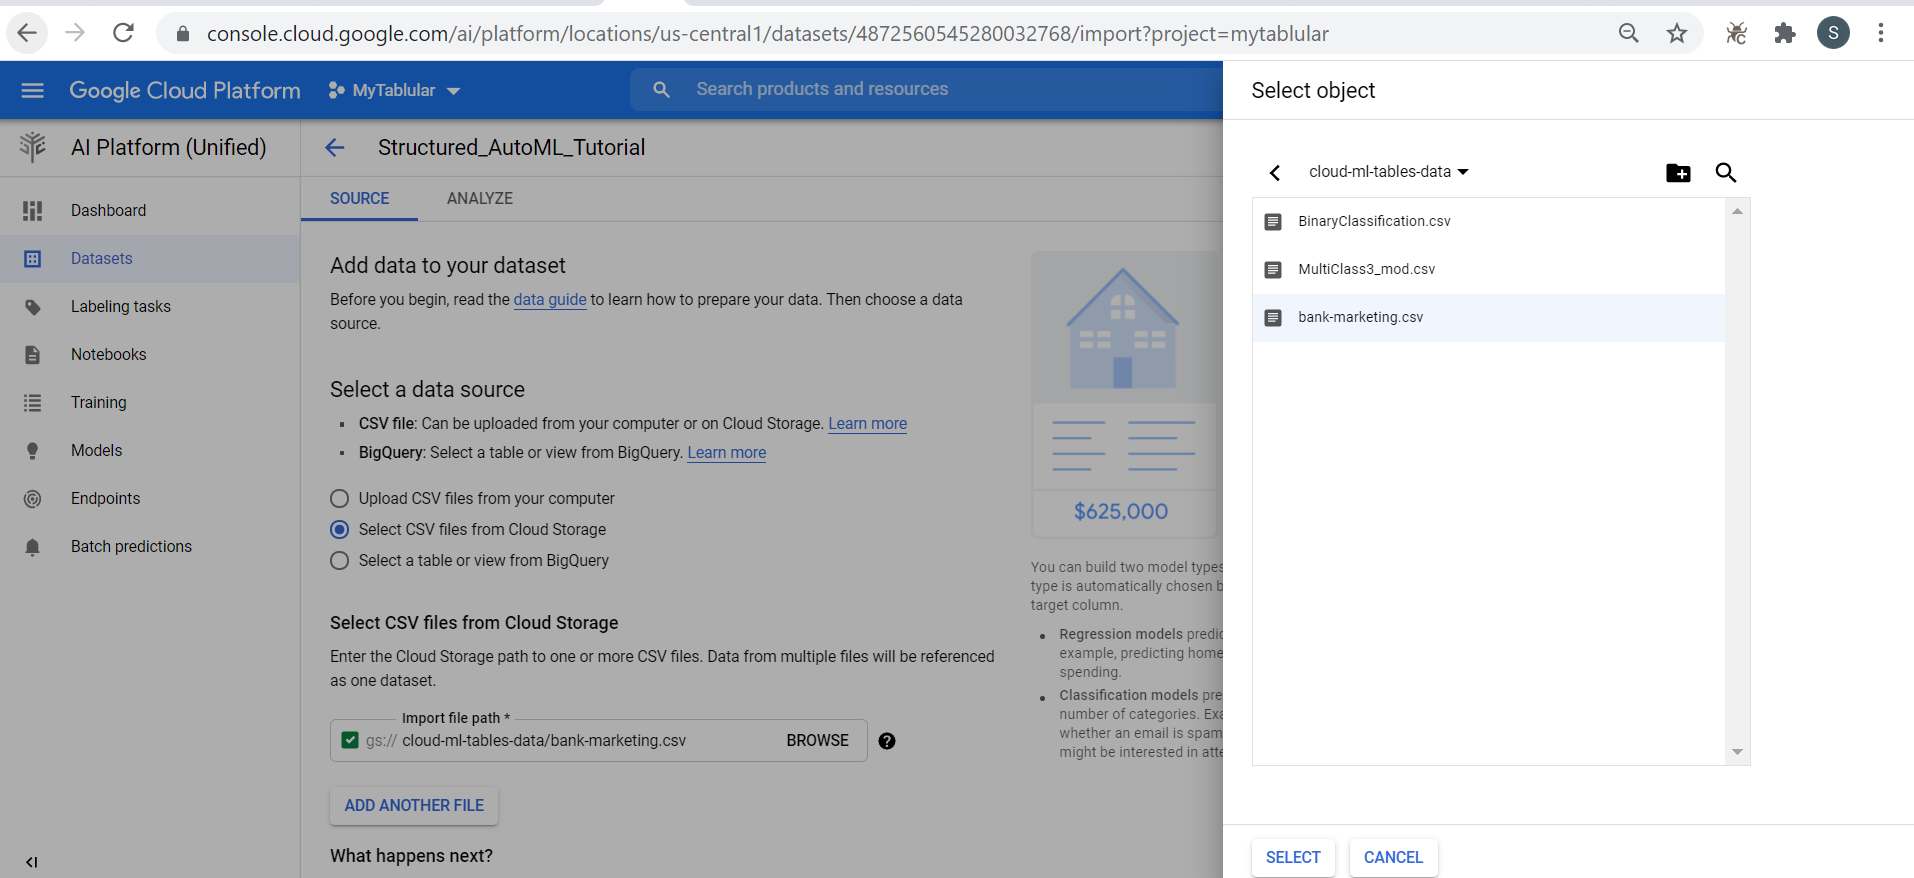 console.cloud.google.com/ai/platform/locations/us-central1/datasets/4872560545280032768/import?project=mytablular
S
Google Cloud Platform
MyTablular
Search products and resources
AI Platform (Unified)
Dashboard
Datasets
Labeling tasks
Notebooks
Training
Models
Endpoints
Batch predictions
Structured_AutoML_Tutorial
SOURCE
ANALYZE
Add data to your dataset
Before you begin, read the data guide to learn how to prepare your data. Then choose a data
source.
Select a data source
CSV file: Can be uploaded from your computer or on Cloud Storage. Learn more
BigQuery: Select a table or view from BigQuery. Learn more
Upload CSV files from your computer
Select CSV files from Cloud Storage
Select a table or view from BigQuery
Select CSV files from Cloud Storage
Enter the Cloud Storage path to one or more CSV files. Data from multiple files will be referenced
as one dataset.
Import file path *
gs:// cloud-ml-tables-data/bank-marketing.csv
BROWSE
ADD ANOTHER FILE
What happens next?
$625,000
You can build two model types
type is automatically chosen b
target column.
Regression models predic
example, predicting home
spending.
Classification models pre
number of categories. Exa
whether an email is spam
might be interested in atte
Select object
cloud-ml-tables-data
BinaryClassification.csv
MultiClass3_mod.csv
bank-marketing.csv
SELECT
CANCEL